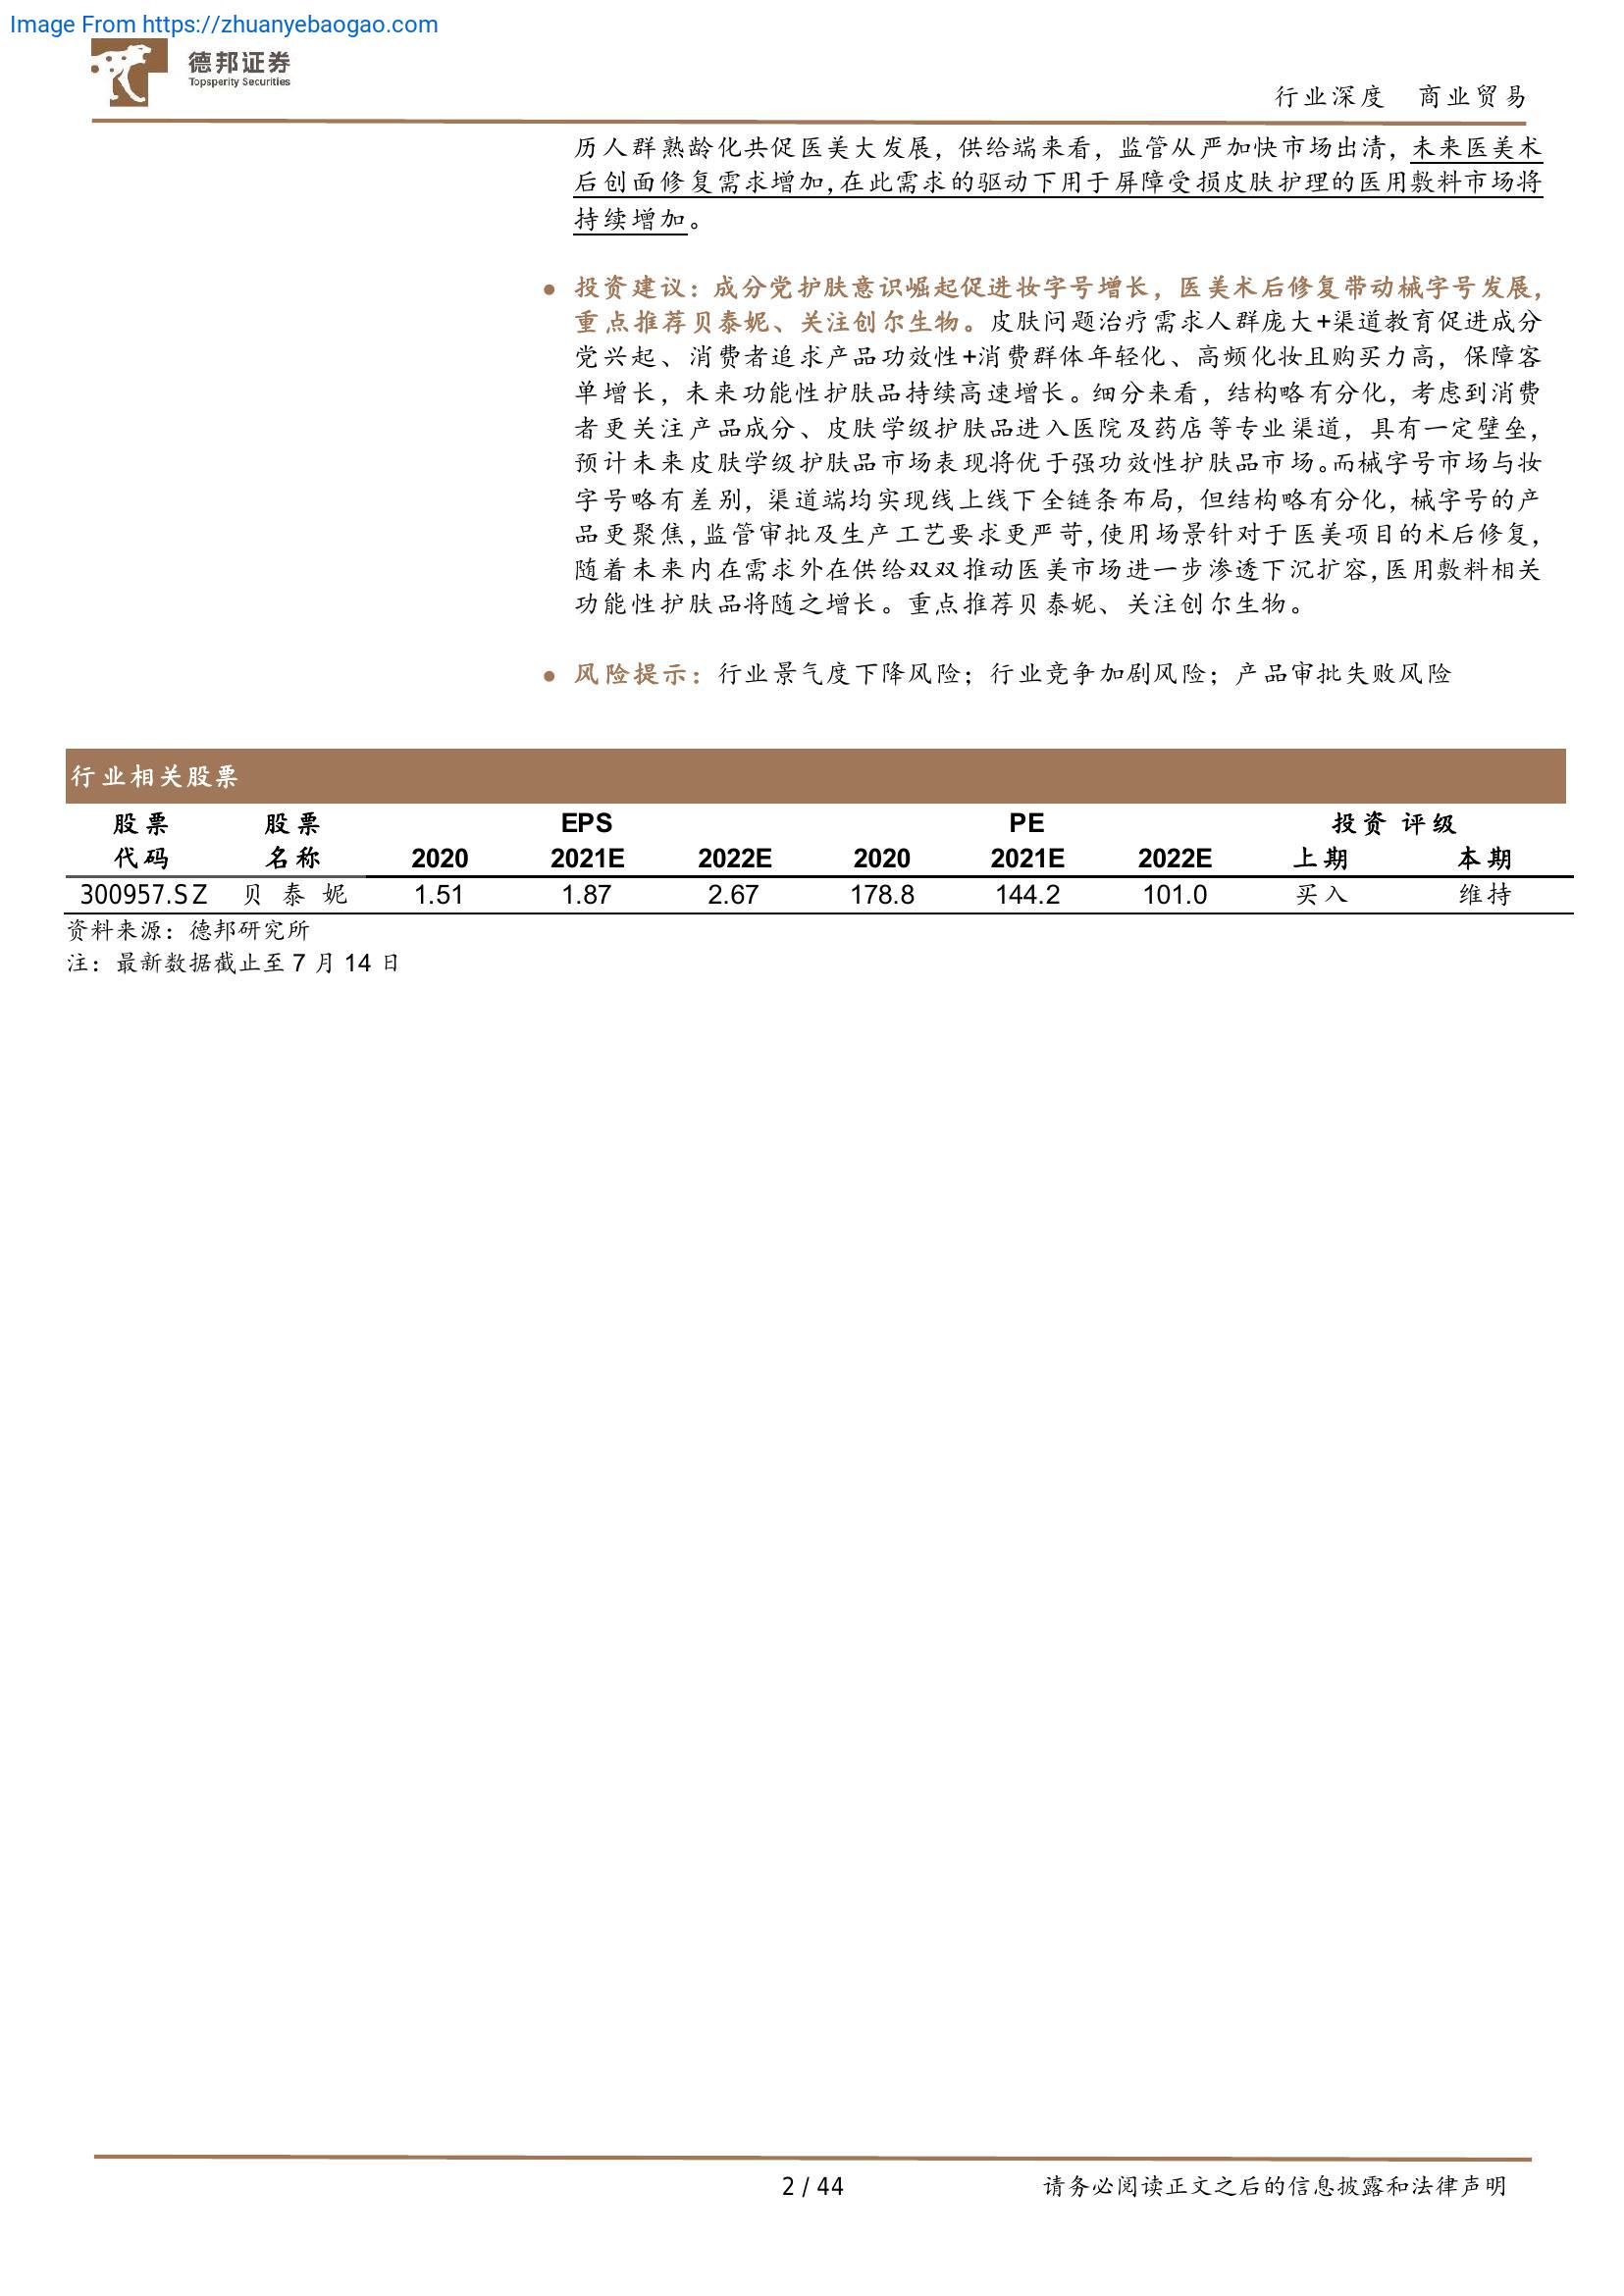 Image From https://zhuanyebaogao.com
德邦证券
Topsperity Securities
行业深度 商业贸易
历人群熟龄化共促医美大发展，供给端来看，监管从严加快市场出清，未来医美术
后创面修复需求增加,在此需求的驱动下用于屏障受损皮肤护理的医用敷料市场将
持续增加。
● 投资建议：成分党护肤意识崛起促进妆字号增长，医美术后修复带动械字号发展，
重点推荐贝泰妮、关注创尔生物。皮肤问题治疗需求人群庞大+渠道教育促进成分
党兴起、消费者追求产品功效性+消费群体年轻化、高频化妆且购买力高，保障客
单增长，未来功能性护肤品持续高速增长。细分来看，结构略有分化，考虑到消费
者更关注产品成分、皮肤学级护肤品进入医院及药店等专业渠道，具有一定壁垒，
预计未来皮肤学级护肤品市场表现将优于强功效性护肤品市场。而械字号市场与妆
字号略有差别，渠道端均实现线上线下全链条布局，但结构略有分化，械字号的产
品更聚焦,监管审批及生产工艺要求更严苛,使用场景针对于医美项目的术后修复，
随着未来内在需求外在供给双双推动医美市场进一步渗透下沉扩容,医用敷料相关
功能性护肤品将随之增长。重点推荐贝泰妮、关注创尔生物。
● 风险提示：行业景气度下降风险；行业竞争加剧风险；产品审批失败风险
行业相关股票
股票 股票 EPS PE 投资评级
代码 名称 2020 2021E 2022E 2020 2021E 2022E 上期 本期
300957.SZ 贝泰妮 1.51 1.87 2.67 178.8 144.2 101.0 买入 维持
资料来源：德邦研究所
注：最新数据截止至 7 月 14 日
2 / 44 请务必阅读正文之后的信息披露和法律声明